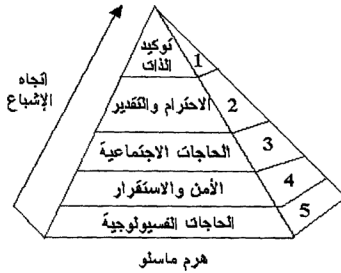 توكيد
الذات
1
اتجاه
الإشباع
الاحترام والتقدير
2
الحاجات الاجتماعية
3
الأمن والاستقرار
4
الحاجات الفسيولوجية
5
هرم ماسلو